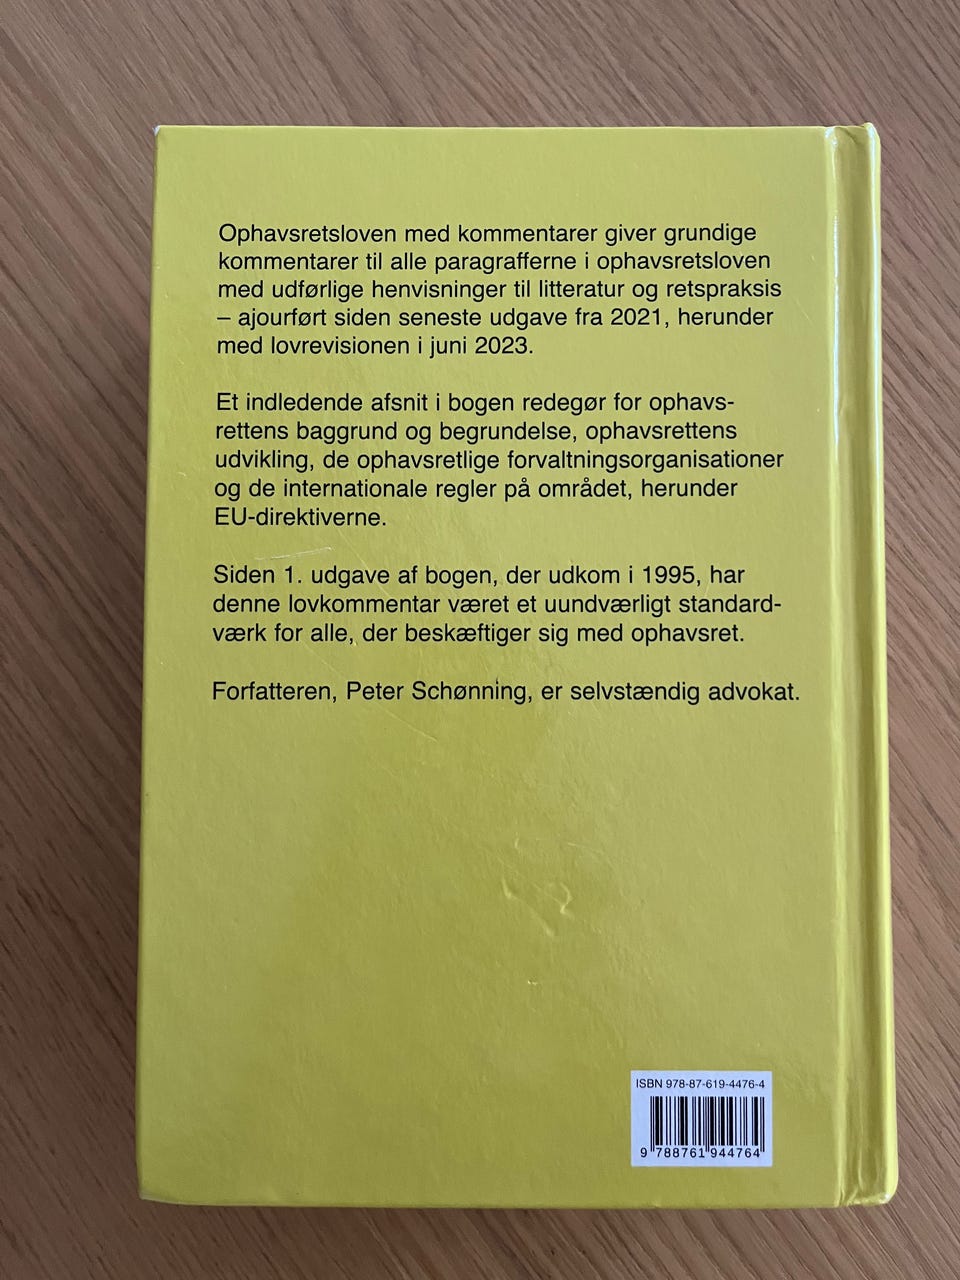 Ophavsretsloven med kommentarer giver grundige
kommentarer til alle paragrafferne i ophavsretsloven
med udførlige henvisninger til litteratur og retspraksis
– ajourført siden seneste udgave fra 2021, herunder
med lovrevisionen i juni 2023.
Et indledende afsnit i bogen redegør for ophavs-
rettens baggrund og begrundelse, ophavsrettens
udvikling, de ophavsretlige forvaltningsorganisationer
og de internationale regler på området, herunder
EU-direktiverne.
Siden 1. udgave af bogen, der udkom i 1995, har
denne lovkommentar været et uundværligt standard-
værk for alle, der beskæftiger sig med ophavsret.
Forfatteren, Peter Schønning, er selvstændig advokat.
ISBN 978-87-619-4476-4
9 788761 944764